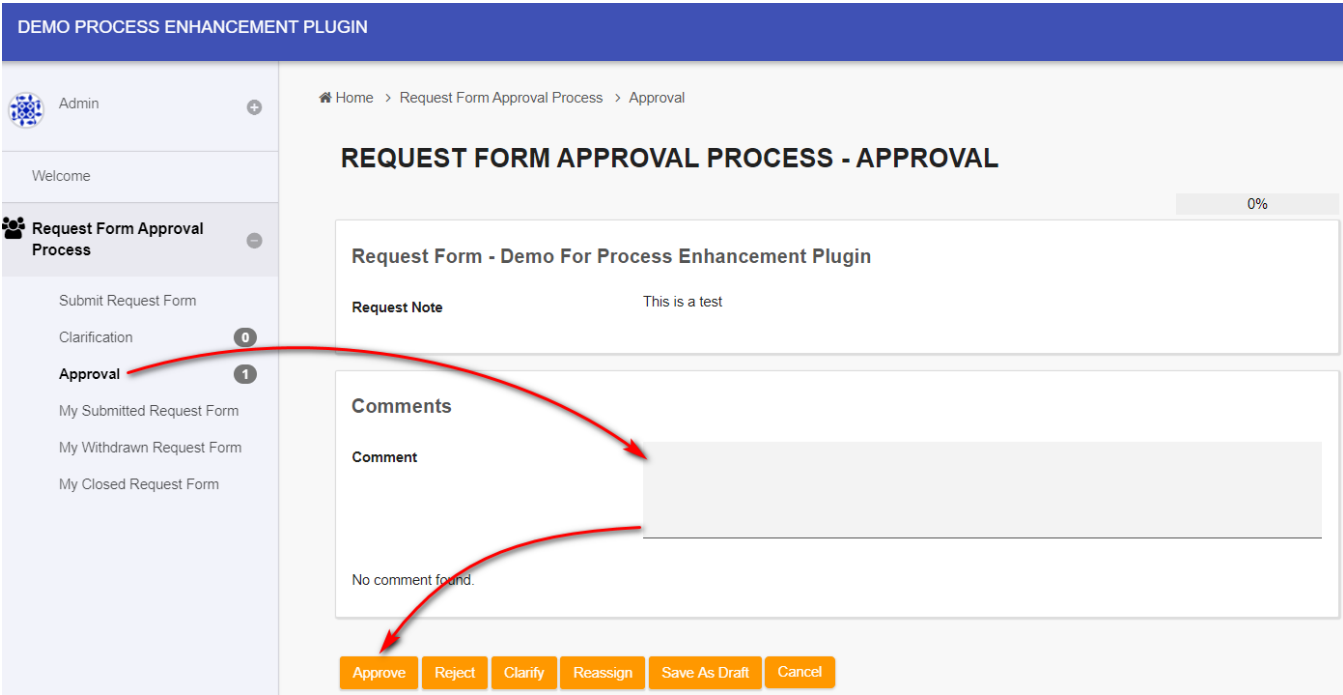 DEMO PROCESS ENHANCEMENT PLUGIN
Admin
Welcome
Request Form Approval
Process
Submit Request Form
Clarification 0
Approval 1
My Submitted Request Form
My Withdrawn Request Form
My Closed Request Form
Home > Request Form Approval Process > Approval
REQUEST FORM APPROVAL PROCESS - APPROVAL
0%
Request Form - Demo For Process Enhancement Plugin
Request Note This is a test
Comments
Comment
No comment found.
Approve Reject Clarify Reassign Save As Draft Cancel